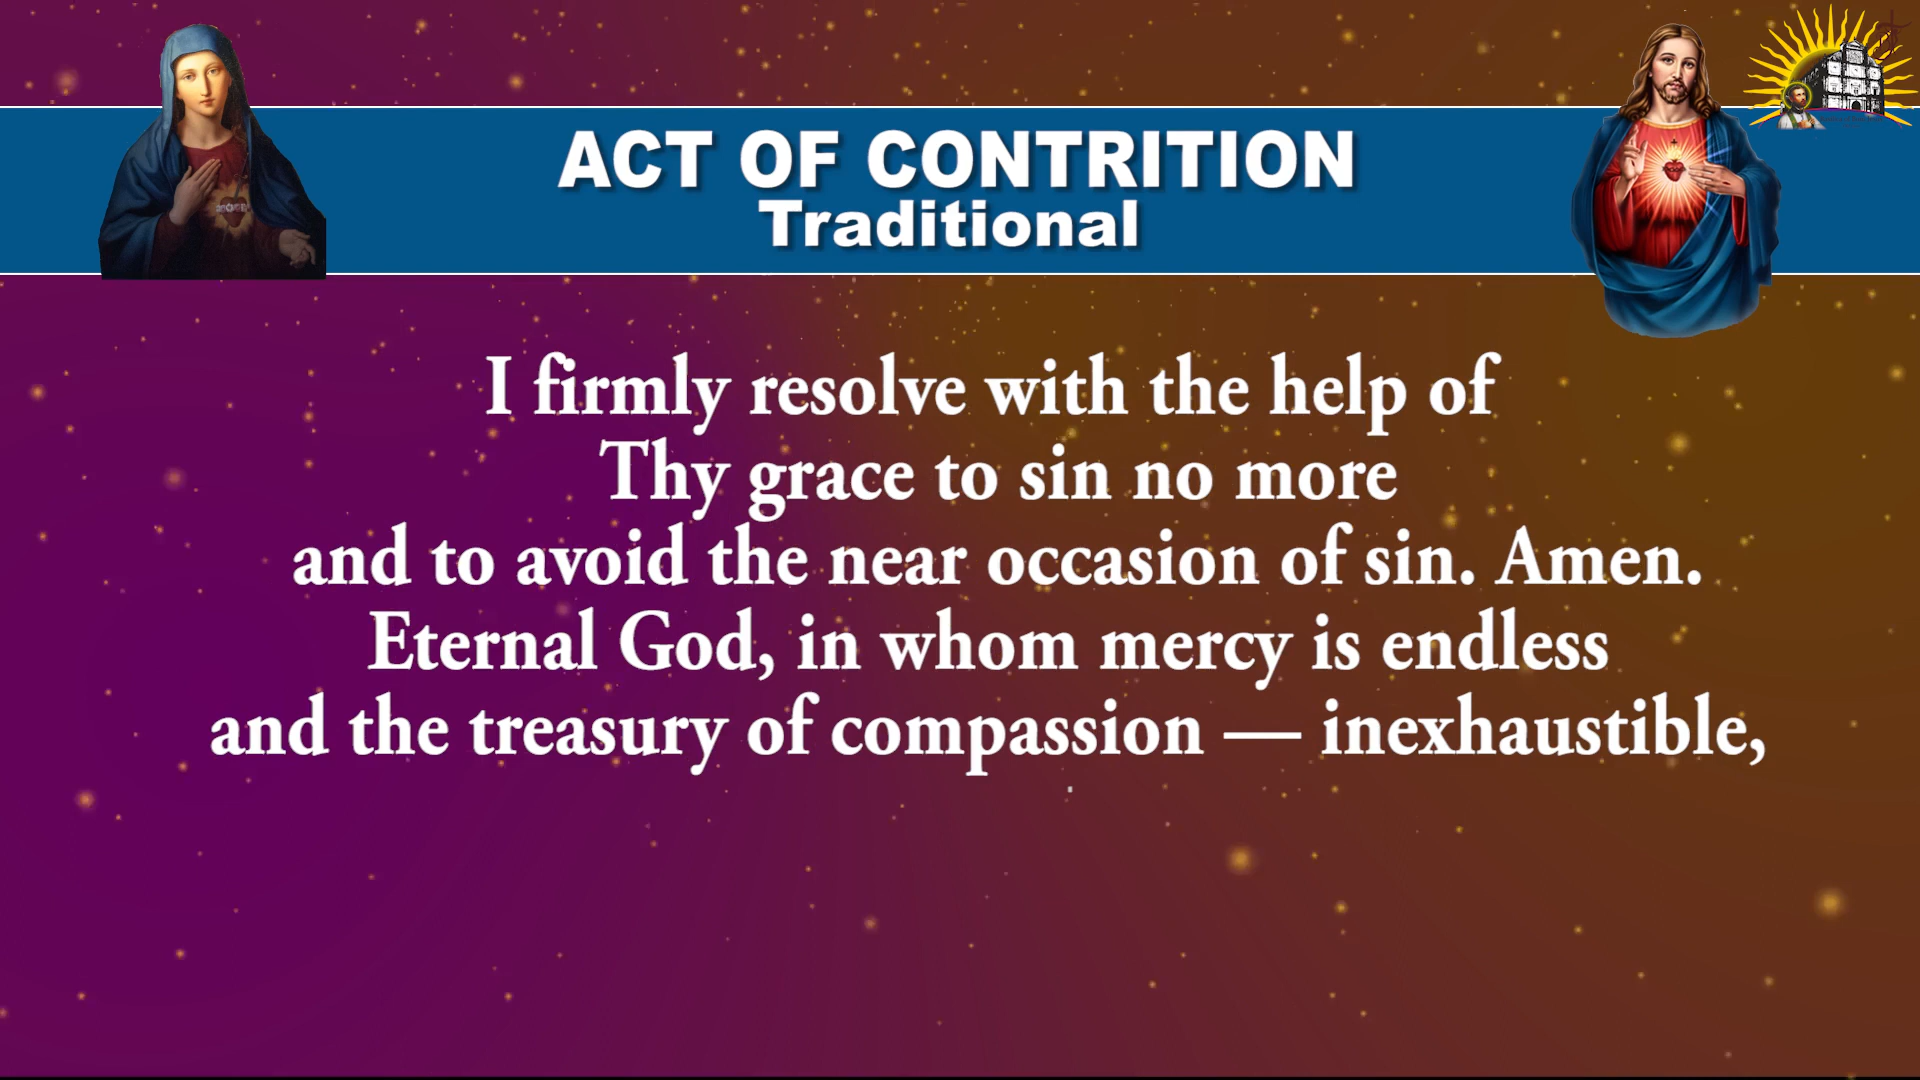 ACT OF CONTRITION
Traditional
I firmly resolve with the help of
Thy grace to sin no more
and to avoid the near occasion of sin. Amen.
Eternal God, in whom mercy is endless
and the treasury of compassion — inexhaustible,